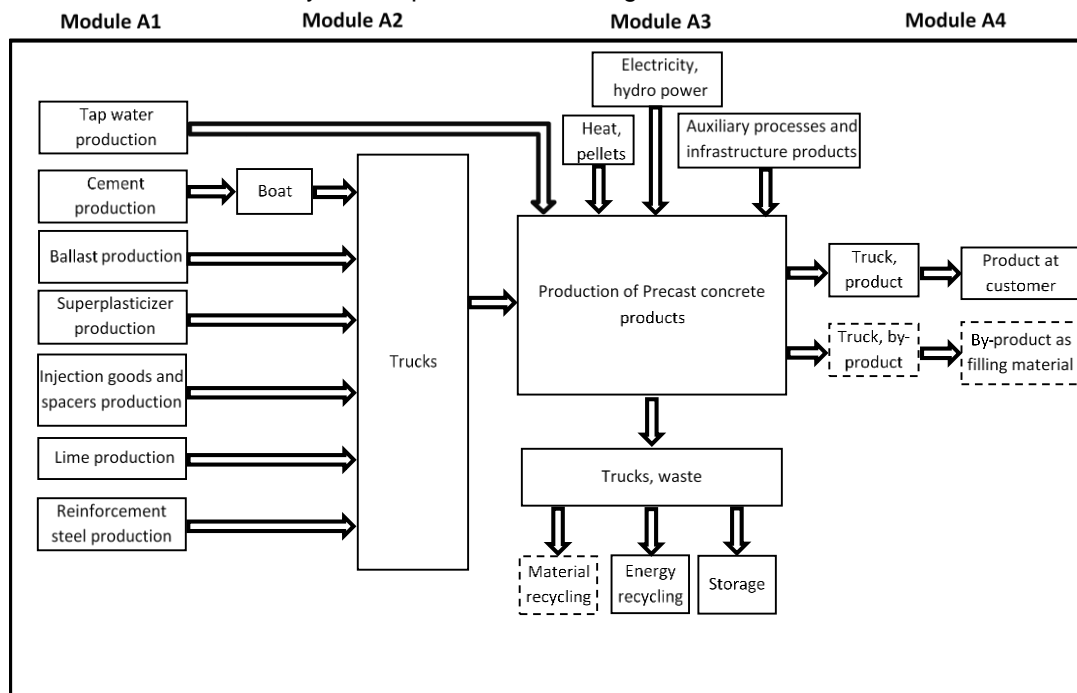 Module A1
Module A2
Module A3
Module A4
Electricity,
hydro power
Tap water
production
Heat,
pellets
Auxiliary processes and
infrastructure products
Cement
production
Boat
Ballast production
Superplasticizer
production
Injection goods and
spacers production
Lime production
Reinforcement
steel production
Trucks
Production of Precast concrete
products
Truck,
product
Product at
customer
Truck, by-
product
By-product as
filling material
Trucks, waste
Material
recycling
Energy
recycling
Storage